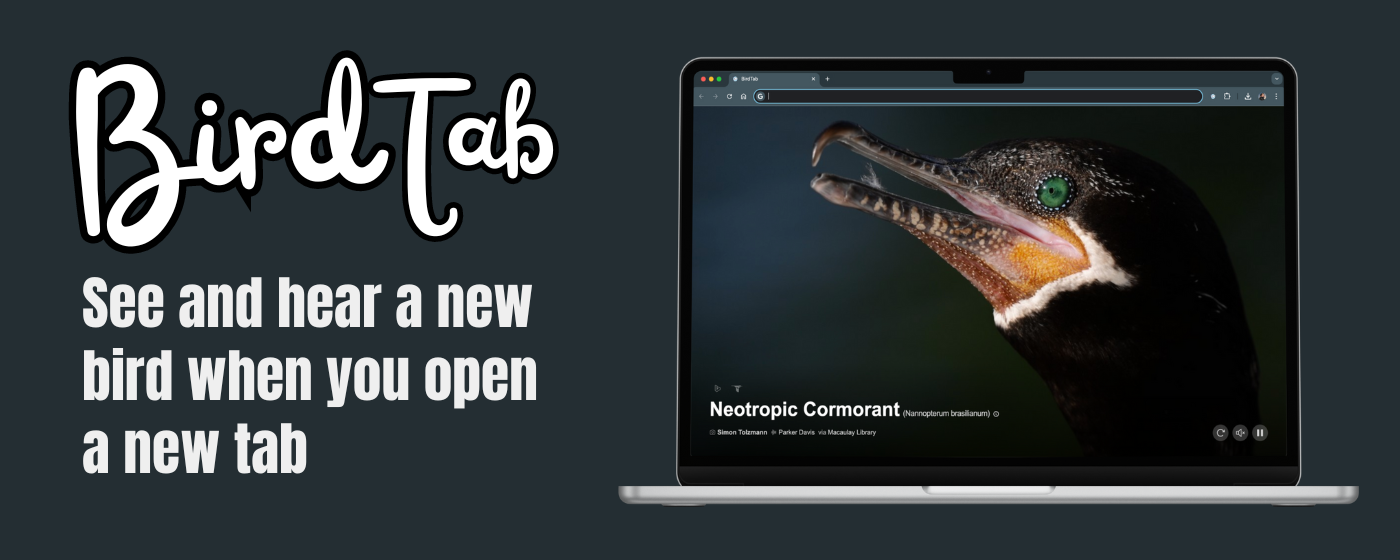 BirdTab
See and hear a new
bird when you open
a new tab
BirdTab
G
Neotropic Cormorant (Nannopterum brasilianum)
Simon Tolzmann Parker Davis via Macaulay Library